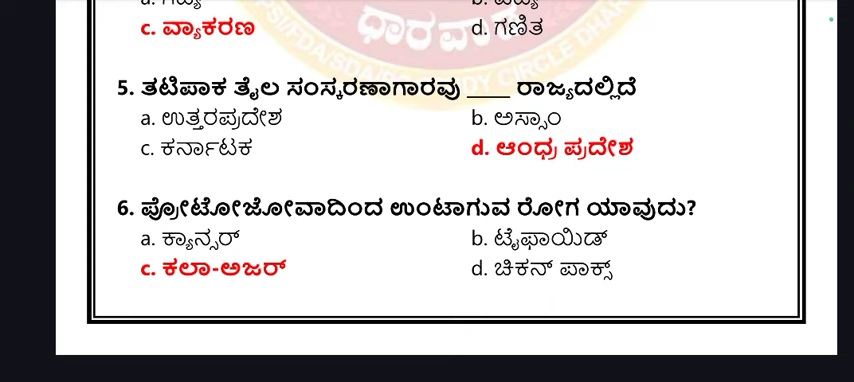 c. ವ್ಯಾಕರಣ d. ಗಣಿತ
ಧಾರವಾಡ
5. ತಟಿಪಾಕ ತೈಲ ಸಂಸ್ಕರಣಾಗಾರವು ____ ರಾಜ್ಯದಲ್ಲಿದೆ
a. ಉತ್ತರಪ್ರದೇಶ b. ಅಸ್ಸಾಂ
c. ಕರ್ನಾಟಕ d. ಆಂಧ್ರ ಪ್ರದೇಶ
6. ಪ್ರೋಟೋಜೋವಾದಿಂದ ಉಂಟಾಗುವ ರೋಗ ಯಾವುದು?
a. ಕ್ಯಾನ್ಸರ್ b. ಟೈಫಾಯಿಡ್
c. ಕಲಾ-ಅಜರ್ d. ಚಿಕನ್ ಪಾಕ್ಸ್